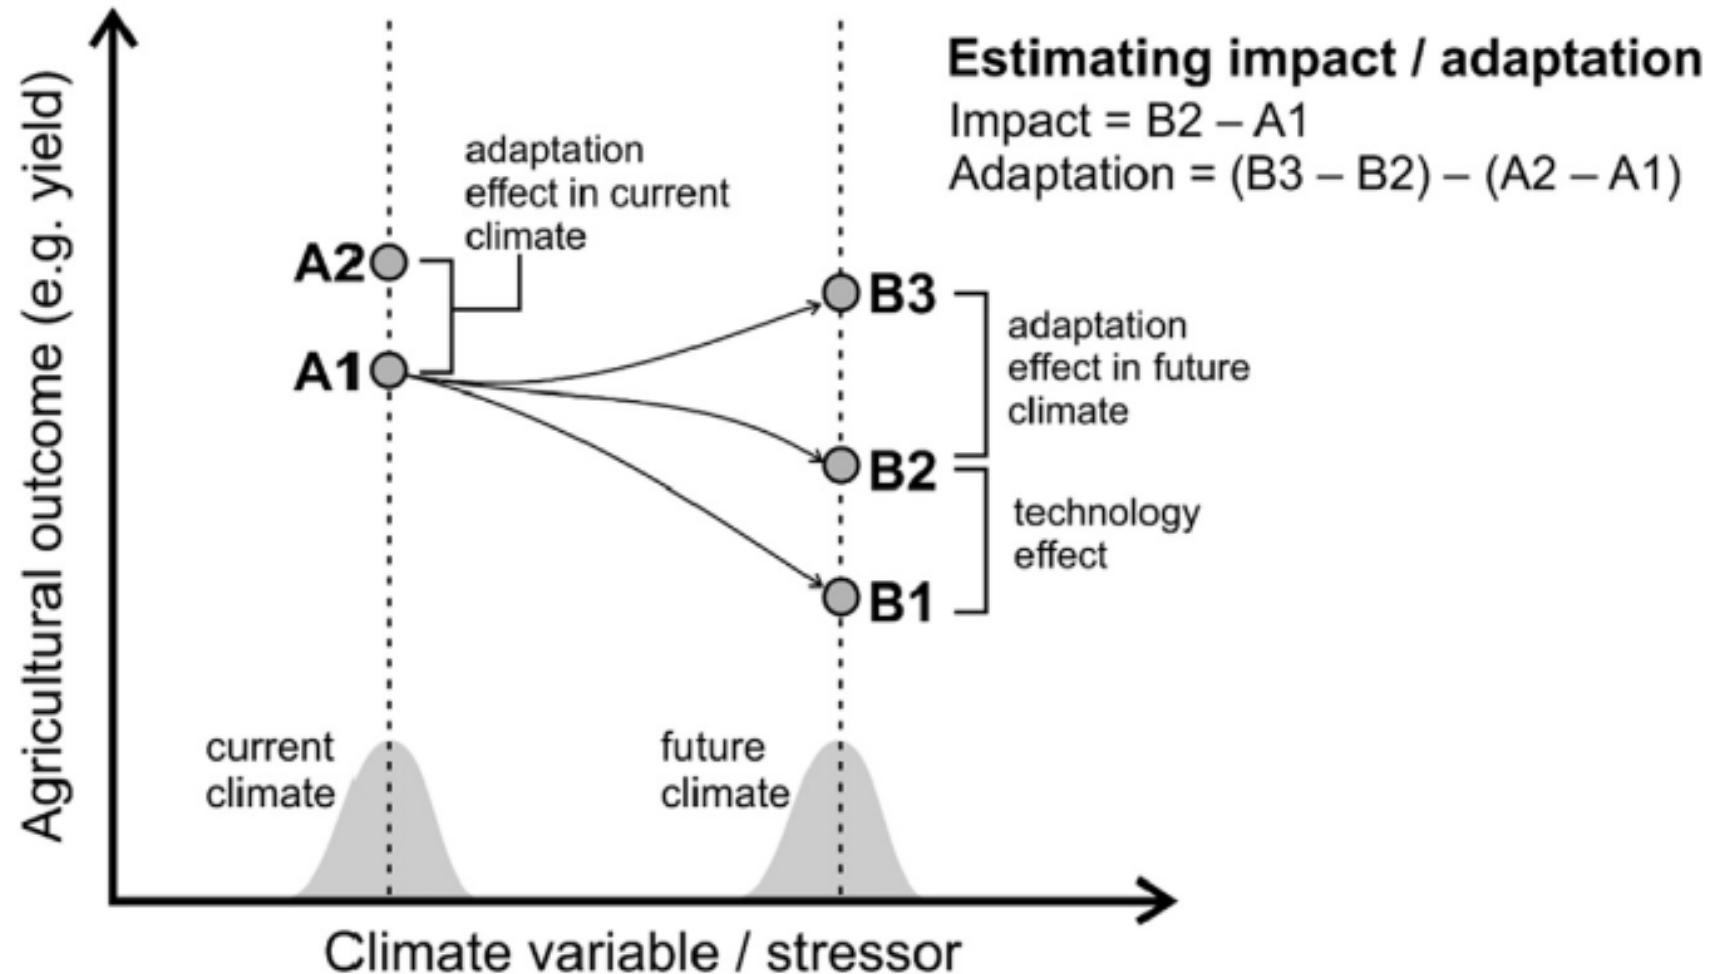 Agricultural outcome (e.g. yield)
Estimating impact / adaptation
Impact = B2 – A1
Adaptation = (B3 – B2) – (A2 – A1)
adaptation
effect in current
climate
A2
A1
B3
adaptation
effect in future
climate
B2
technology
effect
B1
current
climate
future
climate
Climate variable / stressor